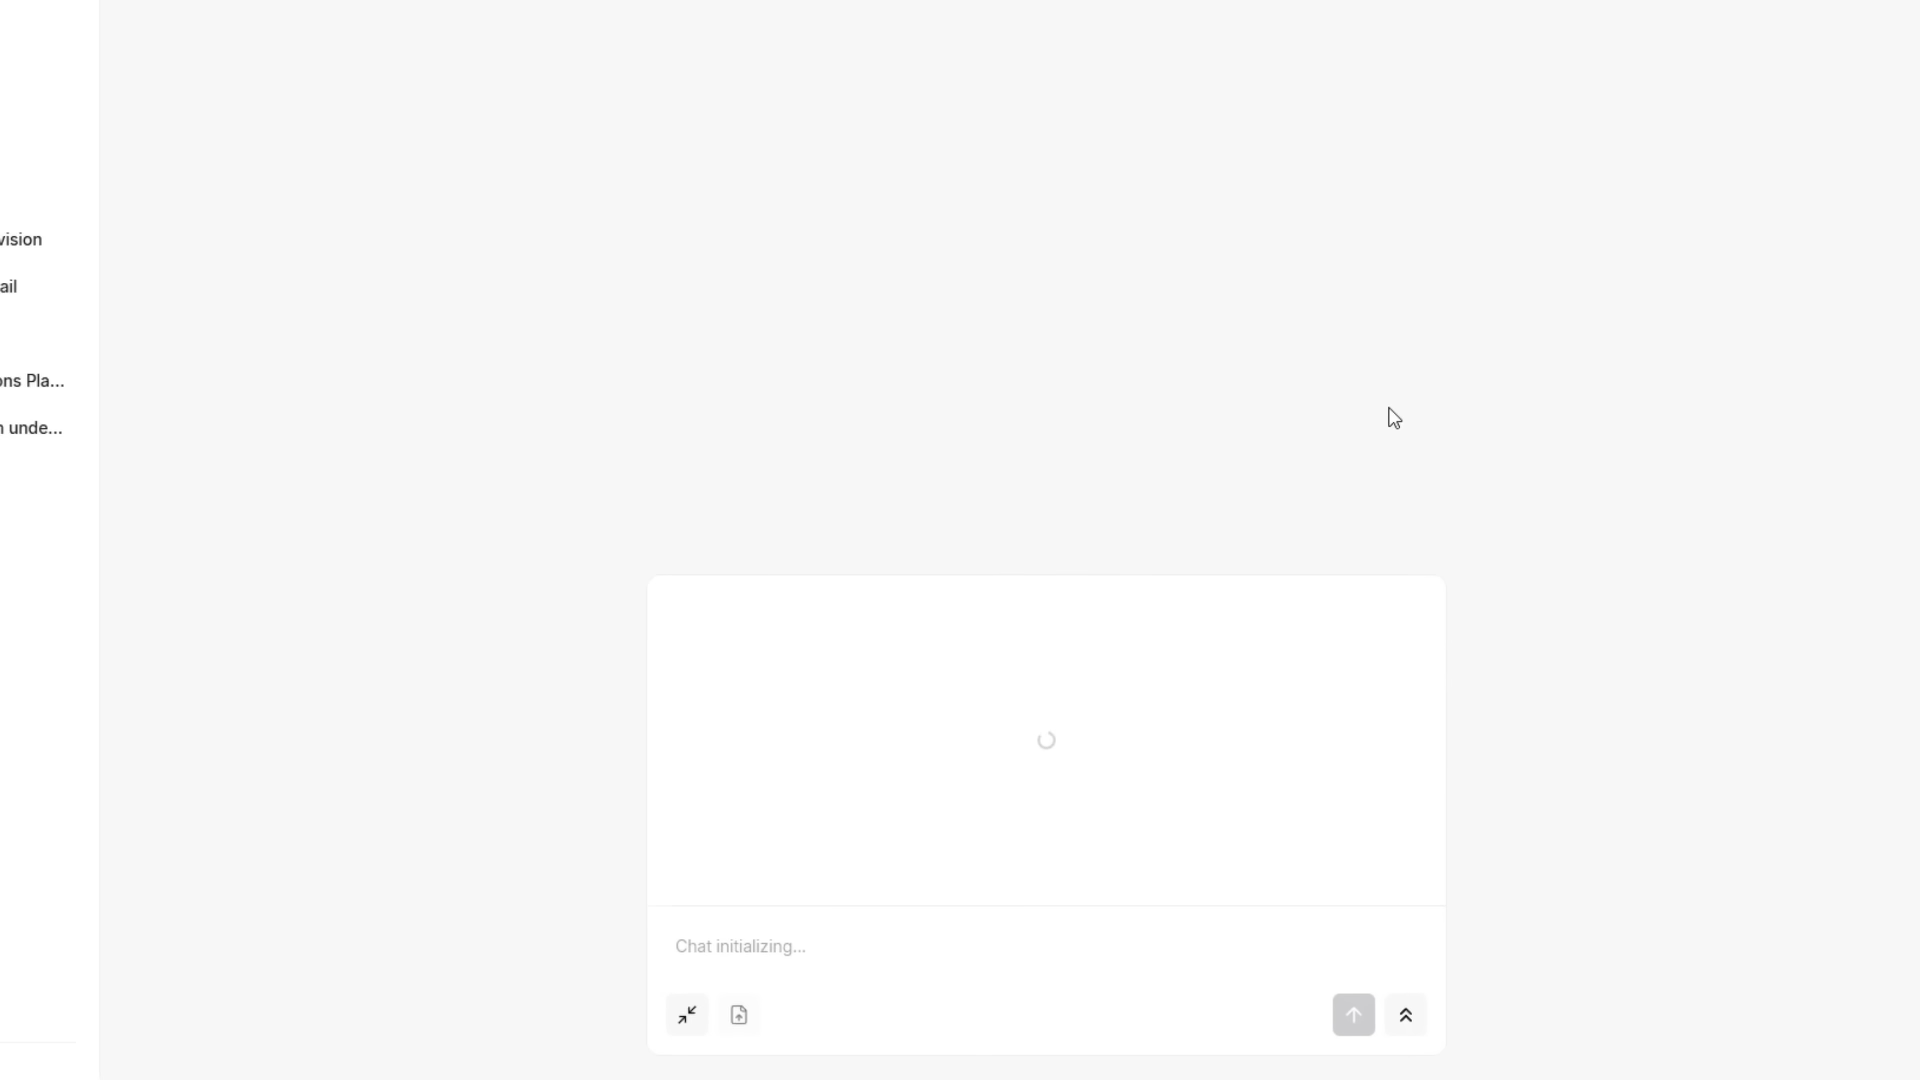 vision
ail
ons Pla...
n unde...
Chat initializing...